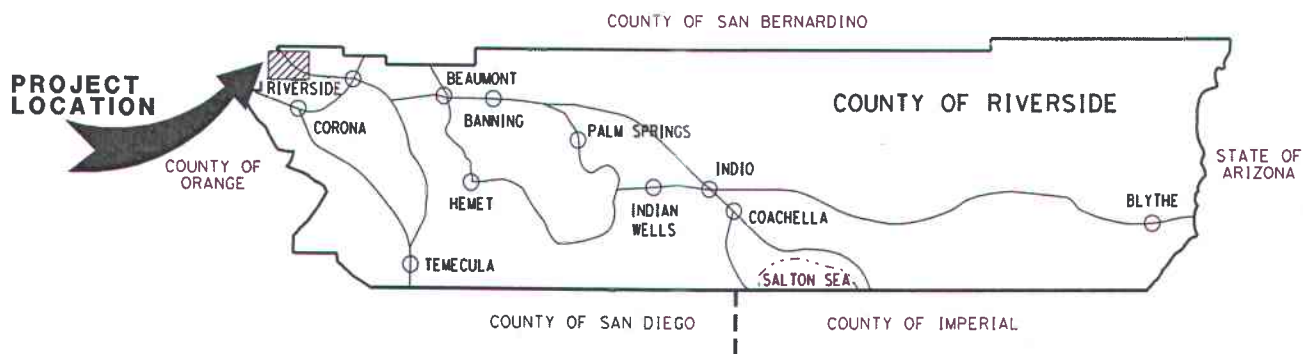 COUNTY OF SAN BERNARDINO
PROJECT
LOCATION
RIVERSIDE
BEAUMONT
COUNTY OF RIVERSIDE
CORONA
BANNING
PALM SPRINGS
COUNTY OF
ORANGE
STATE OF
ARIZONA
INDIO
HEMET
INDIAN
WELLS
COACHELLA
BLYTHE
TEMECULA
SALTON SEA
COUNTY OF SAN DIEGO
COUNTY OF IMPERIAL